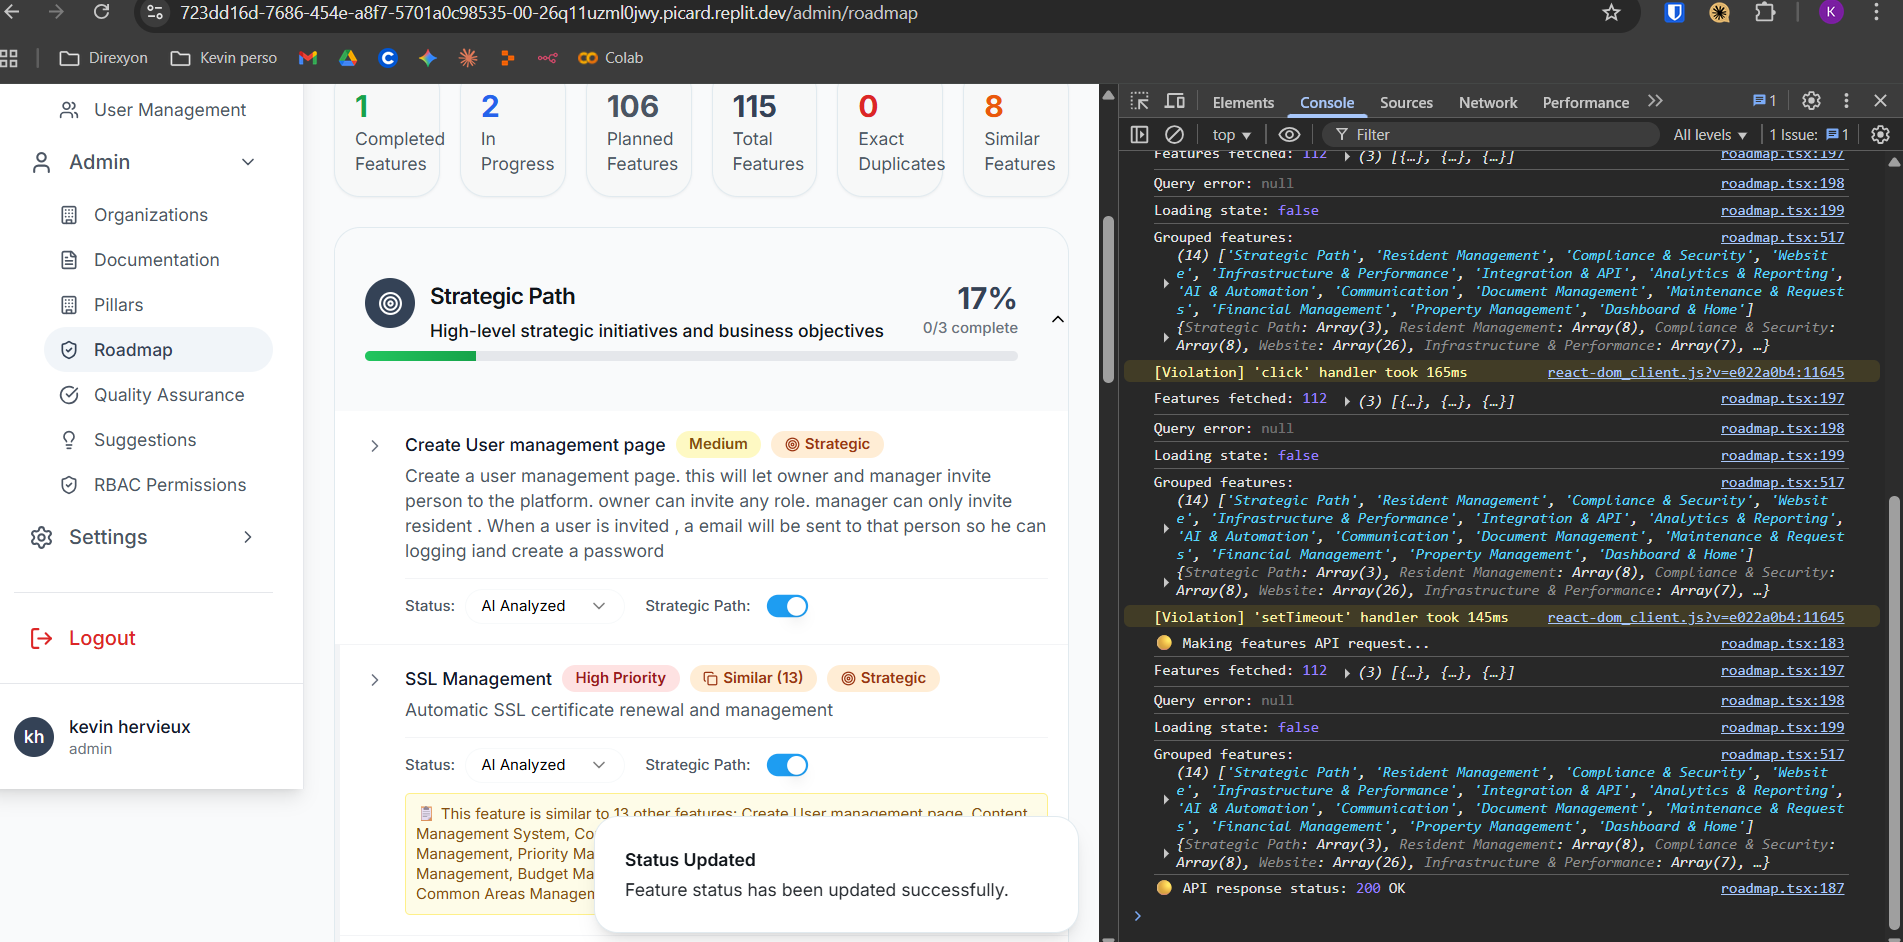 723dd16d-7686-454e-a8f7-5701a0c98535-00-26q11uzml0jwy.picard.replit.dev/admin/roadmap
K
Direxyon
Kevin perso
Colab
User Management
Admin
Organizations
Documentation
Pillars
Roadmap
Quality Assurance
Suggestions
RBAC Permissions
Settings
Logout
kh
kevin hervieux
admin
1
Completed
Features
2
In
Progress
106
Planned
Features
115
Total
Features
0
Exact
Duplicates
8
Similar
Features
Strategic Path
High-level strategic initiatives and business objectives
17%
0/3 complete
Create User management page Medium Strategic
Create a user management page. this will let owner and manager invite
person to the platform. owner can invite any role. manager can only invite
resident . When a user is invited , a email will be sent to that person so he can
logging iand create a password
Status: AI Analyzed Strategic Path:
SSL Management High Priority Similar (13) Strategic
Automatic SSL certificate renewal and management
Status: AI Analyzed Strategic Path:
This feature is similar to 13 other features: Create User management page, Content
Management System, Co
Management, Priority Ma
Management, Budget Ma
Common Areas Managem
Status Updated
Feature status has been updated successfully.
Elements Console Sources Network Performance 1
top Filter All levels 1 Issue: 1
Features fetched: 112 (3) [{…}, {…}, {…}] roadmap.tsx:197
Query error: null roadmap.tsx:198
Loading state: false roadmap.tsx:199
Grouped features: roadmap.tsx:517
(14) ['Strategic Path', 'Resident Management', 'Compliance & Security', 'Websit
e', 'Infrastructure & Performance', 'Integration & API', 'Analytics & Reporting',
'AI & Automation', 'Communication', 'Document Management', 'Maintenance & Request
s', 'Financial Management', 'Property Management', 'Dashboard & Home']
{Strategic Path: Array(3), Resident Management: Array(8), Compliance & Security:
Array(8), Website: Array(26), Infrastructure & Performance: Array(7), …}
[Violation] 'click' handler took 165ms react-dom_client.js?v=e022a0b4:11645
Features fetched: 112 (3) [{…}, {…}, {…}] roadmap.tsx:197
Query error: null roadmap.tsx:198
Loading state: false roadmap.tsx:199
Grouped features: roadmap.tsx:517
(14) ['Strategic Path', 'Resident Management', 'Compliance & Security', 'Websit
e', 'Infrastructure & Performance', 'Integration & API', 'Analytics & Reporting',
'AI & Automation', 'Communication', 'Document Management', 'Maintenance & Request
s', 'Financial Management', 'Property Management', 'Dashboard & Home']
{Strategic Path: Array(3), Resident Management: Array(8), Compliance & Security:
Array(8), Website: Array(26), Infrastructure & Performance: Array(7), …}
[Violation] 'setTimeout' handler took 145ms react-dom_client.js?v=e022a0b4:11645
Making features API request... roadmap.tsx:183
Features fetched: 112 (3) [{…}, {…}, {…}] roadmap.tsx:197
Query error: null roadmap.tsx:198
Loading state: false roadmap.tsx:199
Grouped features: roadmap.tsx:517
(14) ['Strategic Path', 'Resident Management', 'Compliance & Security', 'Websit
e', 'Infrastructure & Performance', 'Integration & API', 'Analytics & Reporting',
'AI & Automation', 'Communication', 'Document Management', 'Maintenance & Request
s', 'Financial Management', 'Property Management', 'Dashboard & Home']
{Strategic Path: Array(3), Resident Management: Array(8), Compliance & Security:
Array(8), Website: Array(26), Infrastructure & Performance: Array(7), …}
API response status: 200 OK roadmap.tsx:187